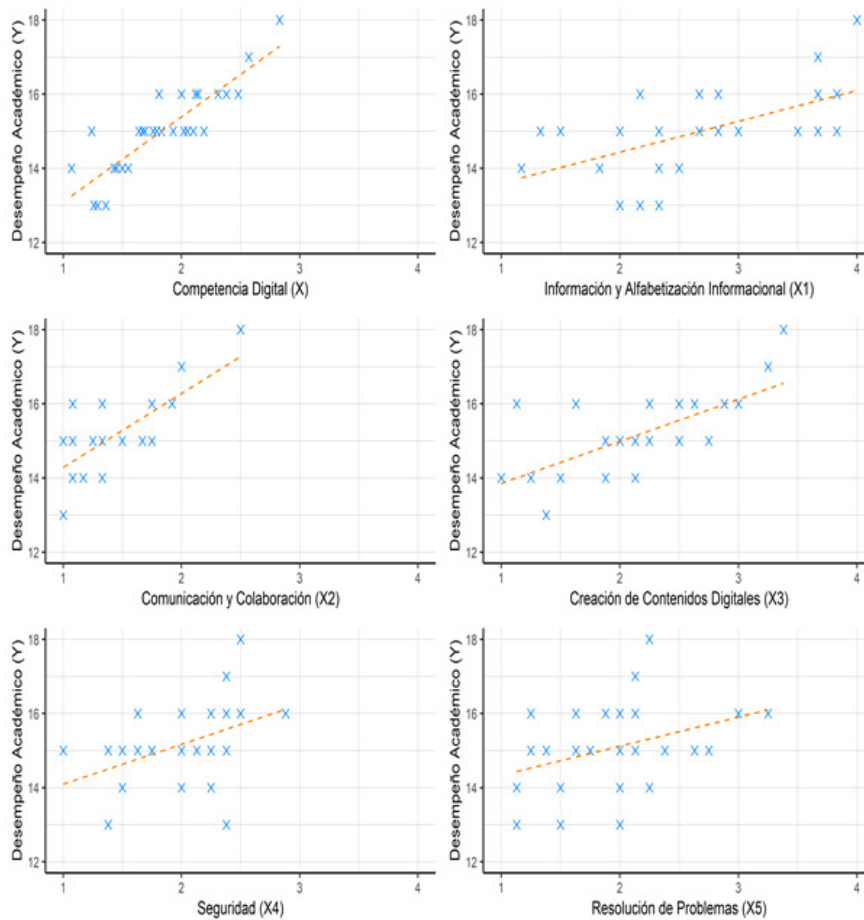 Desempeño Académico (Y)
18
16
14
12
1 2 3 4
Competencia Digital (X)
Desempeño Académico (Y)
18
16
14
12
1 2 3 4
Información y Alfabetización Informacional (X1)
Desempeño Académico (Y)
18
16
14
12
1 2 3 4
Comunicación y Colaboración (X2)
Desempeño Académico (Y)
18
16
14
12
1 2 3 4
Creación de Contenidos Digitales (X3)
Desempeño Académico (Y)
18
16
14
12
1 2 3 4
Seguridad (X4)
Desempeño Académico (Y)
18
16
14
12
1 2 3 4
Resolución de Problemas (X5)